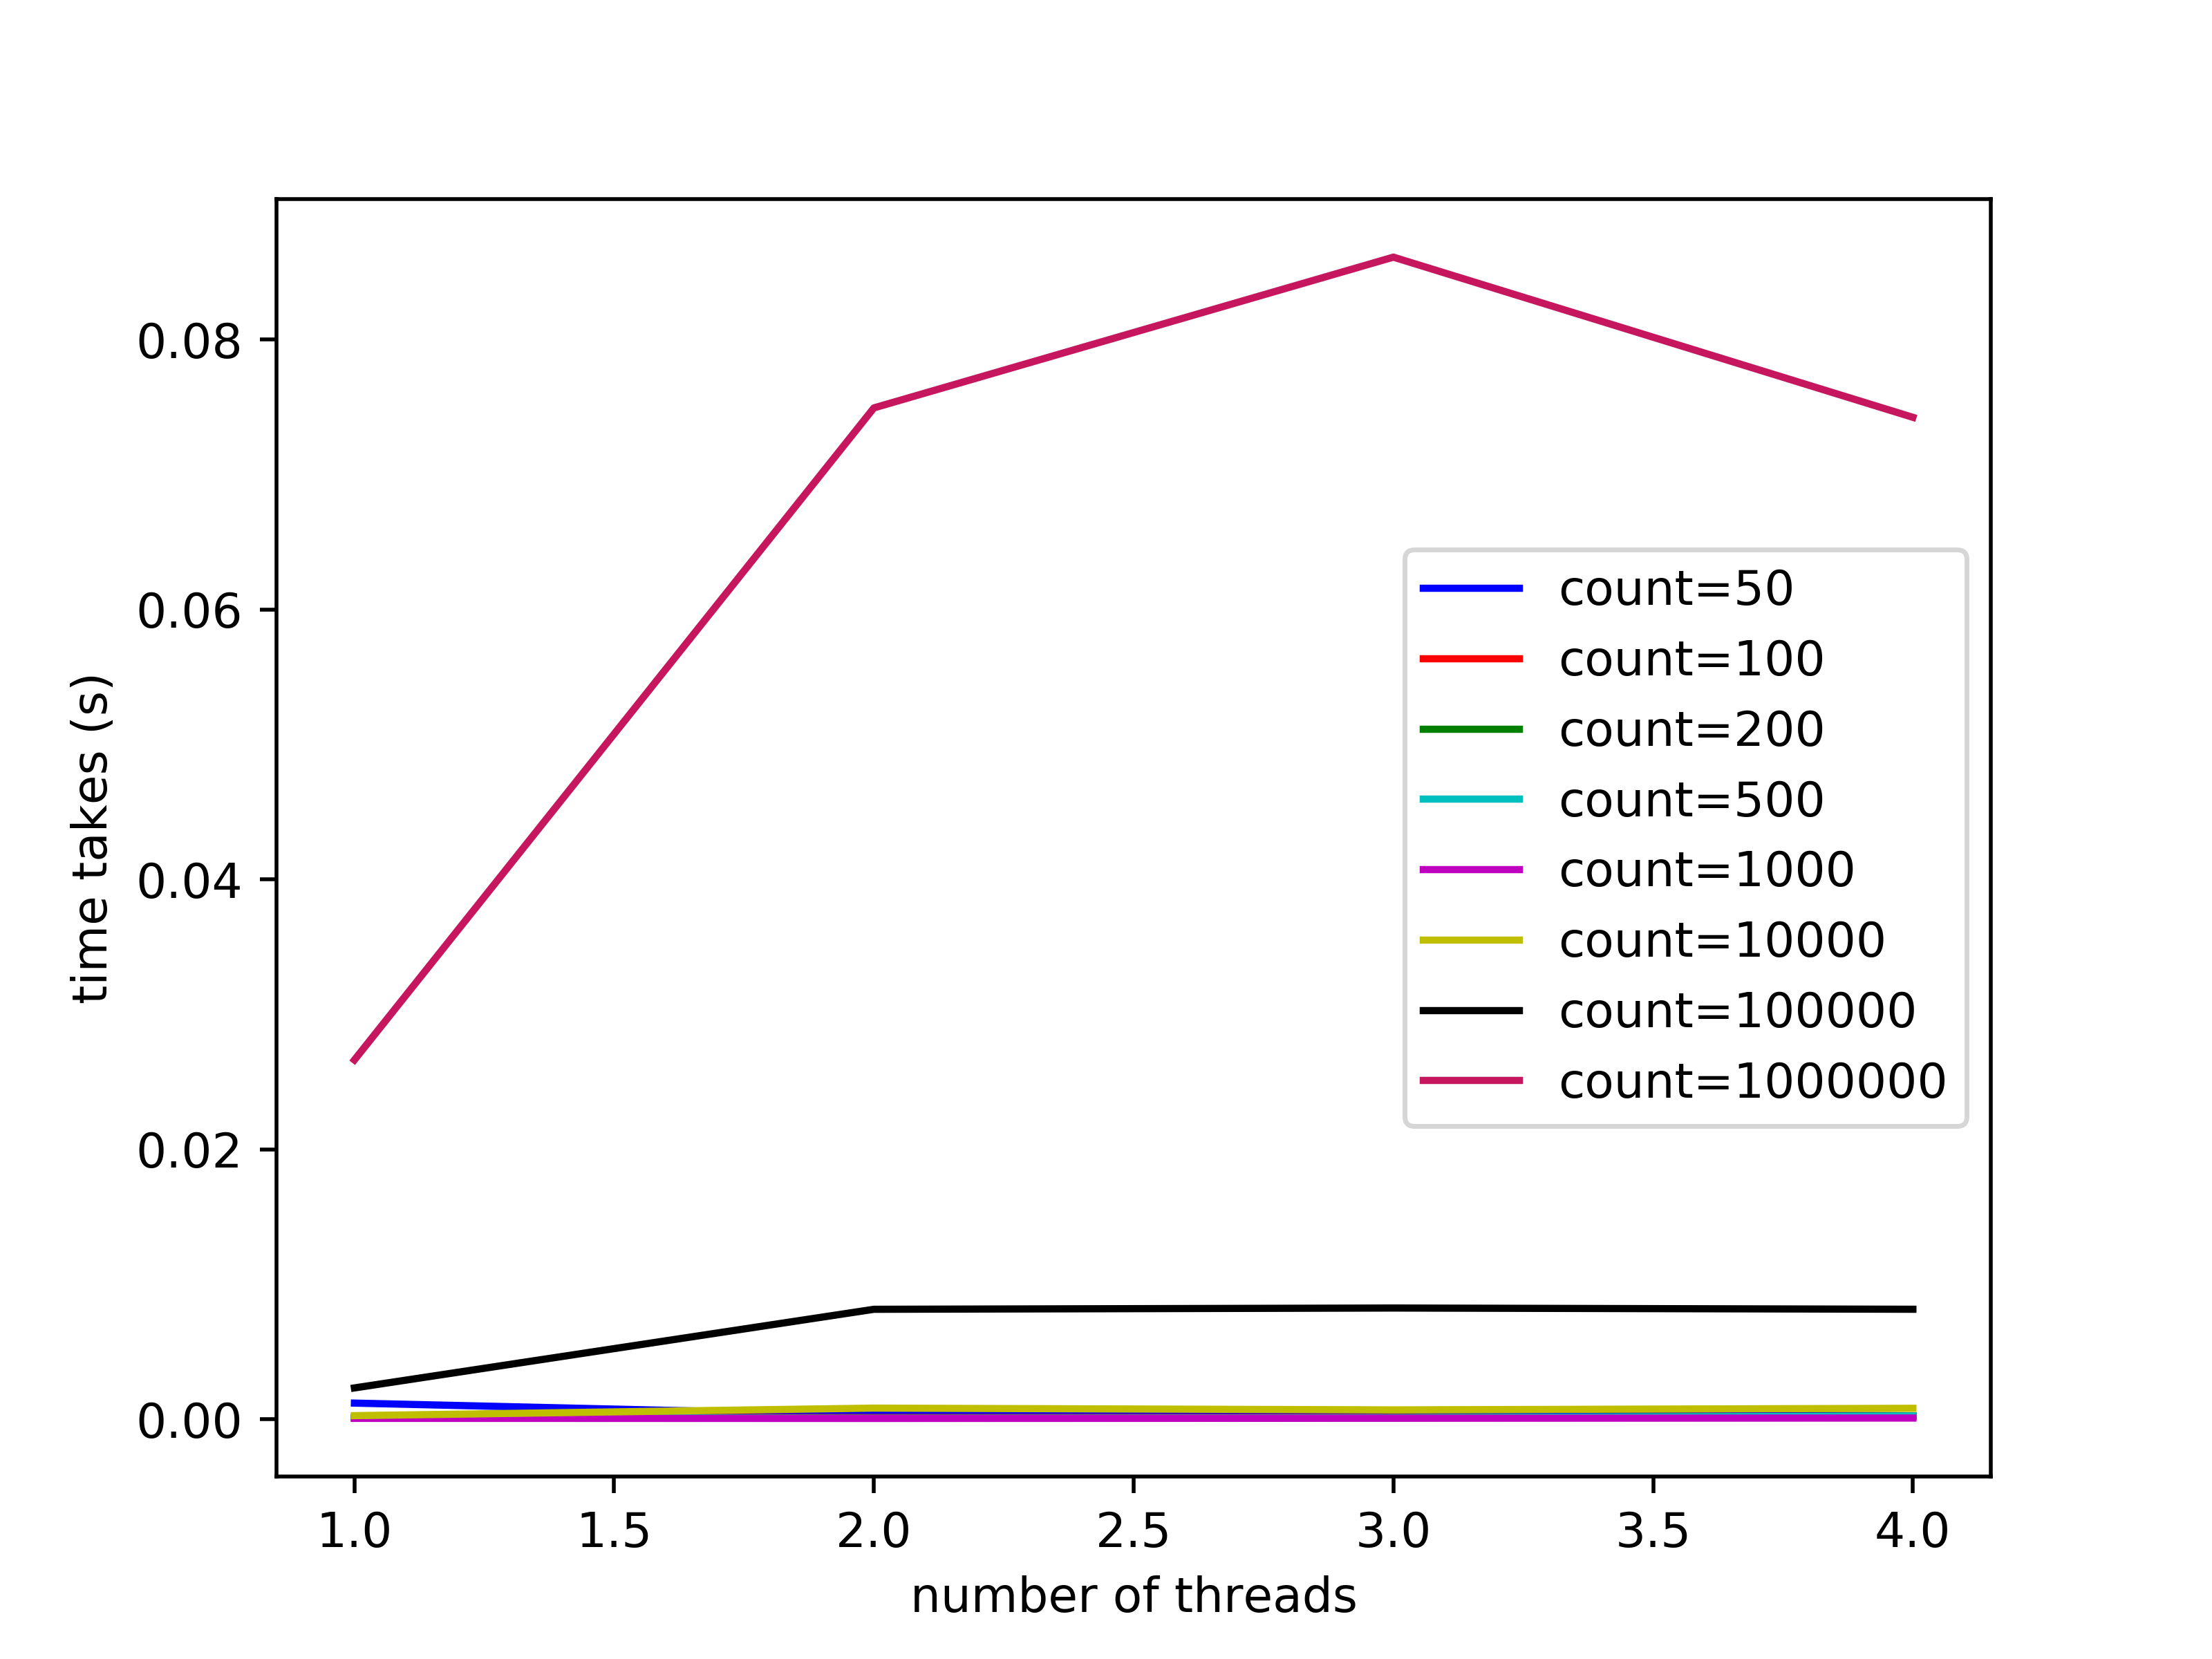 0.08
0.06
0.04
0.02
0.00
time takes (s)
count=50
count=100
count=200
count=500
count=1000
count=10000
count=100000
count=1000000
1.0 1.5 2.0 2.5 3.0 3.5 4.0
number of threads